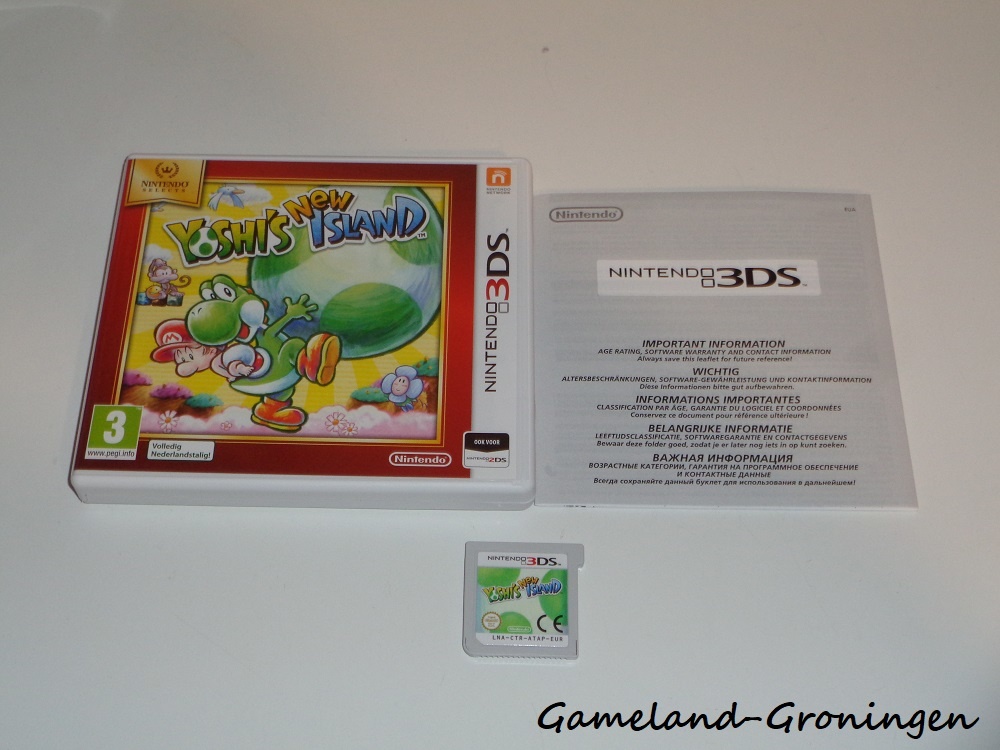 NINTENDO
SELECTS
YOSHI'S NEW ISLAND™
NINTENDO
NETWORK
NINTENDO 3DS™
3
www.pegi.info
Volledig
Nederlandstalig!
Nintendo
OOK VOOR
NINTENDO 2DS
Nintendo
NINTENDO 3DS™
IMPORTANT INFORMATION
AGE RATING, SOFTWARE WARRANTY AND CONTACT INFORMATION
Always save this leaflet for future reference!
WICHTIG
ALTERSBESCHRÄNKUNGEN, SOFTWARE-GEWÄHRLEISTUNG UND KONTAKTINFORMATION
Diese Informationen bitte gut aufbewahren.
INFORMATIONS IMPORTANTES
CLASSIFICATION PAR ÂGE, GARANTIE DU LOGICIEL ET COORDONNÉES
Conservez ce document pour référence ultérieure !
BELANGRIJKE INFORMATIE
LEEFTIJDSCLASSIFICATIE, SOFTWAREGARANTIE EN CONTACTGEGEVENS
Bewaar deze folder goed, zodat je er later nog iets in op kunt zoeken.
ВАЖНАЯ ИНФОРМАЦИЯ
ВОЗРАСТНЫЕ КАТЕГОРИИ, ГАРАНТИЯ НА ПРОГРАММНОЕ ОБЕСПЕЧЕНИЕ
И КОНТАКТНЫЕ ДАННЫЕ
Всегда сохраняйте данный буклет для использования в дальнейшем!
NINTENDO 3DS™
YOSHI'S NEW ISLAND
Nintendo
CE
LNA-CTR-ATAP-EUR
Gameland-Groningen